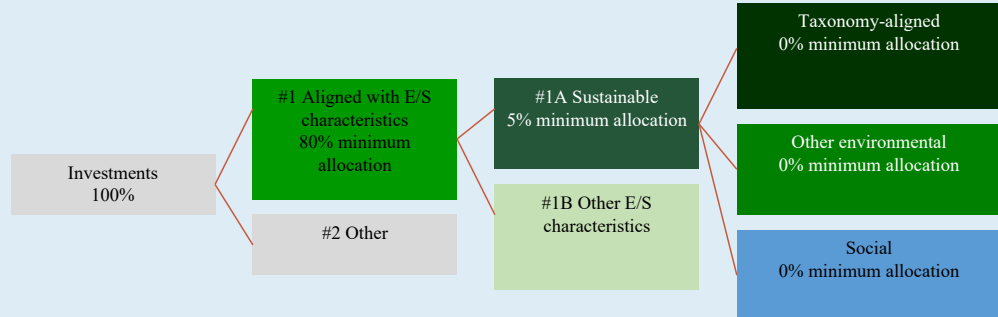 Investments
100%
#1 Aligned with E/S
characteristics
80% minimum
allocation
#2 Other
#1A Sustainable
5% minimum allocation
#1B Other E/S
characteristics
Taxonomy-aligned
0% minimum allocation
Other environmental
0% minimum allocation
Social
0% minimum allocation